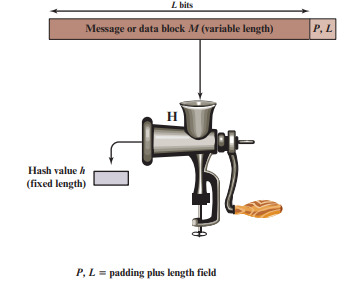 L bits
Message or data block M (variable length)
P, L
H
Hash value h
(fixed length)
P, L = padding plus length field